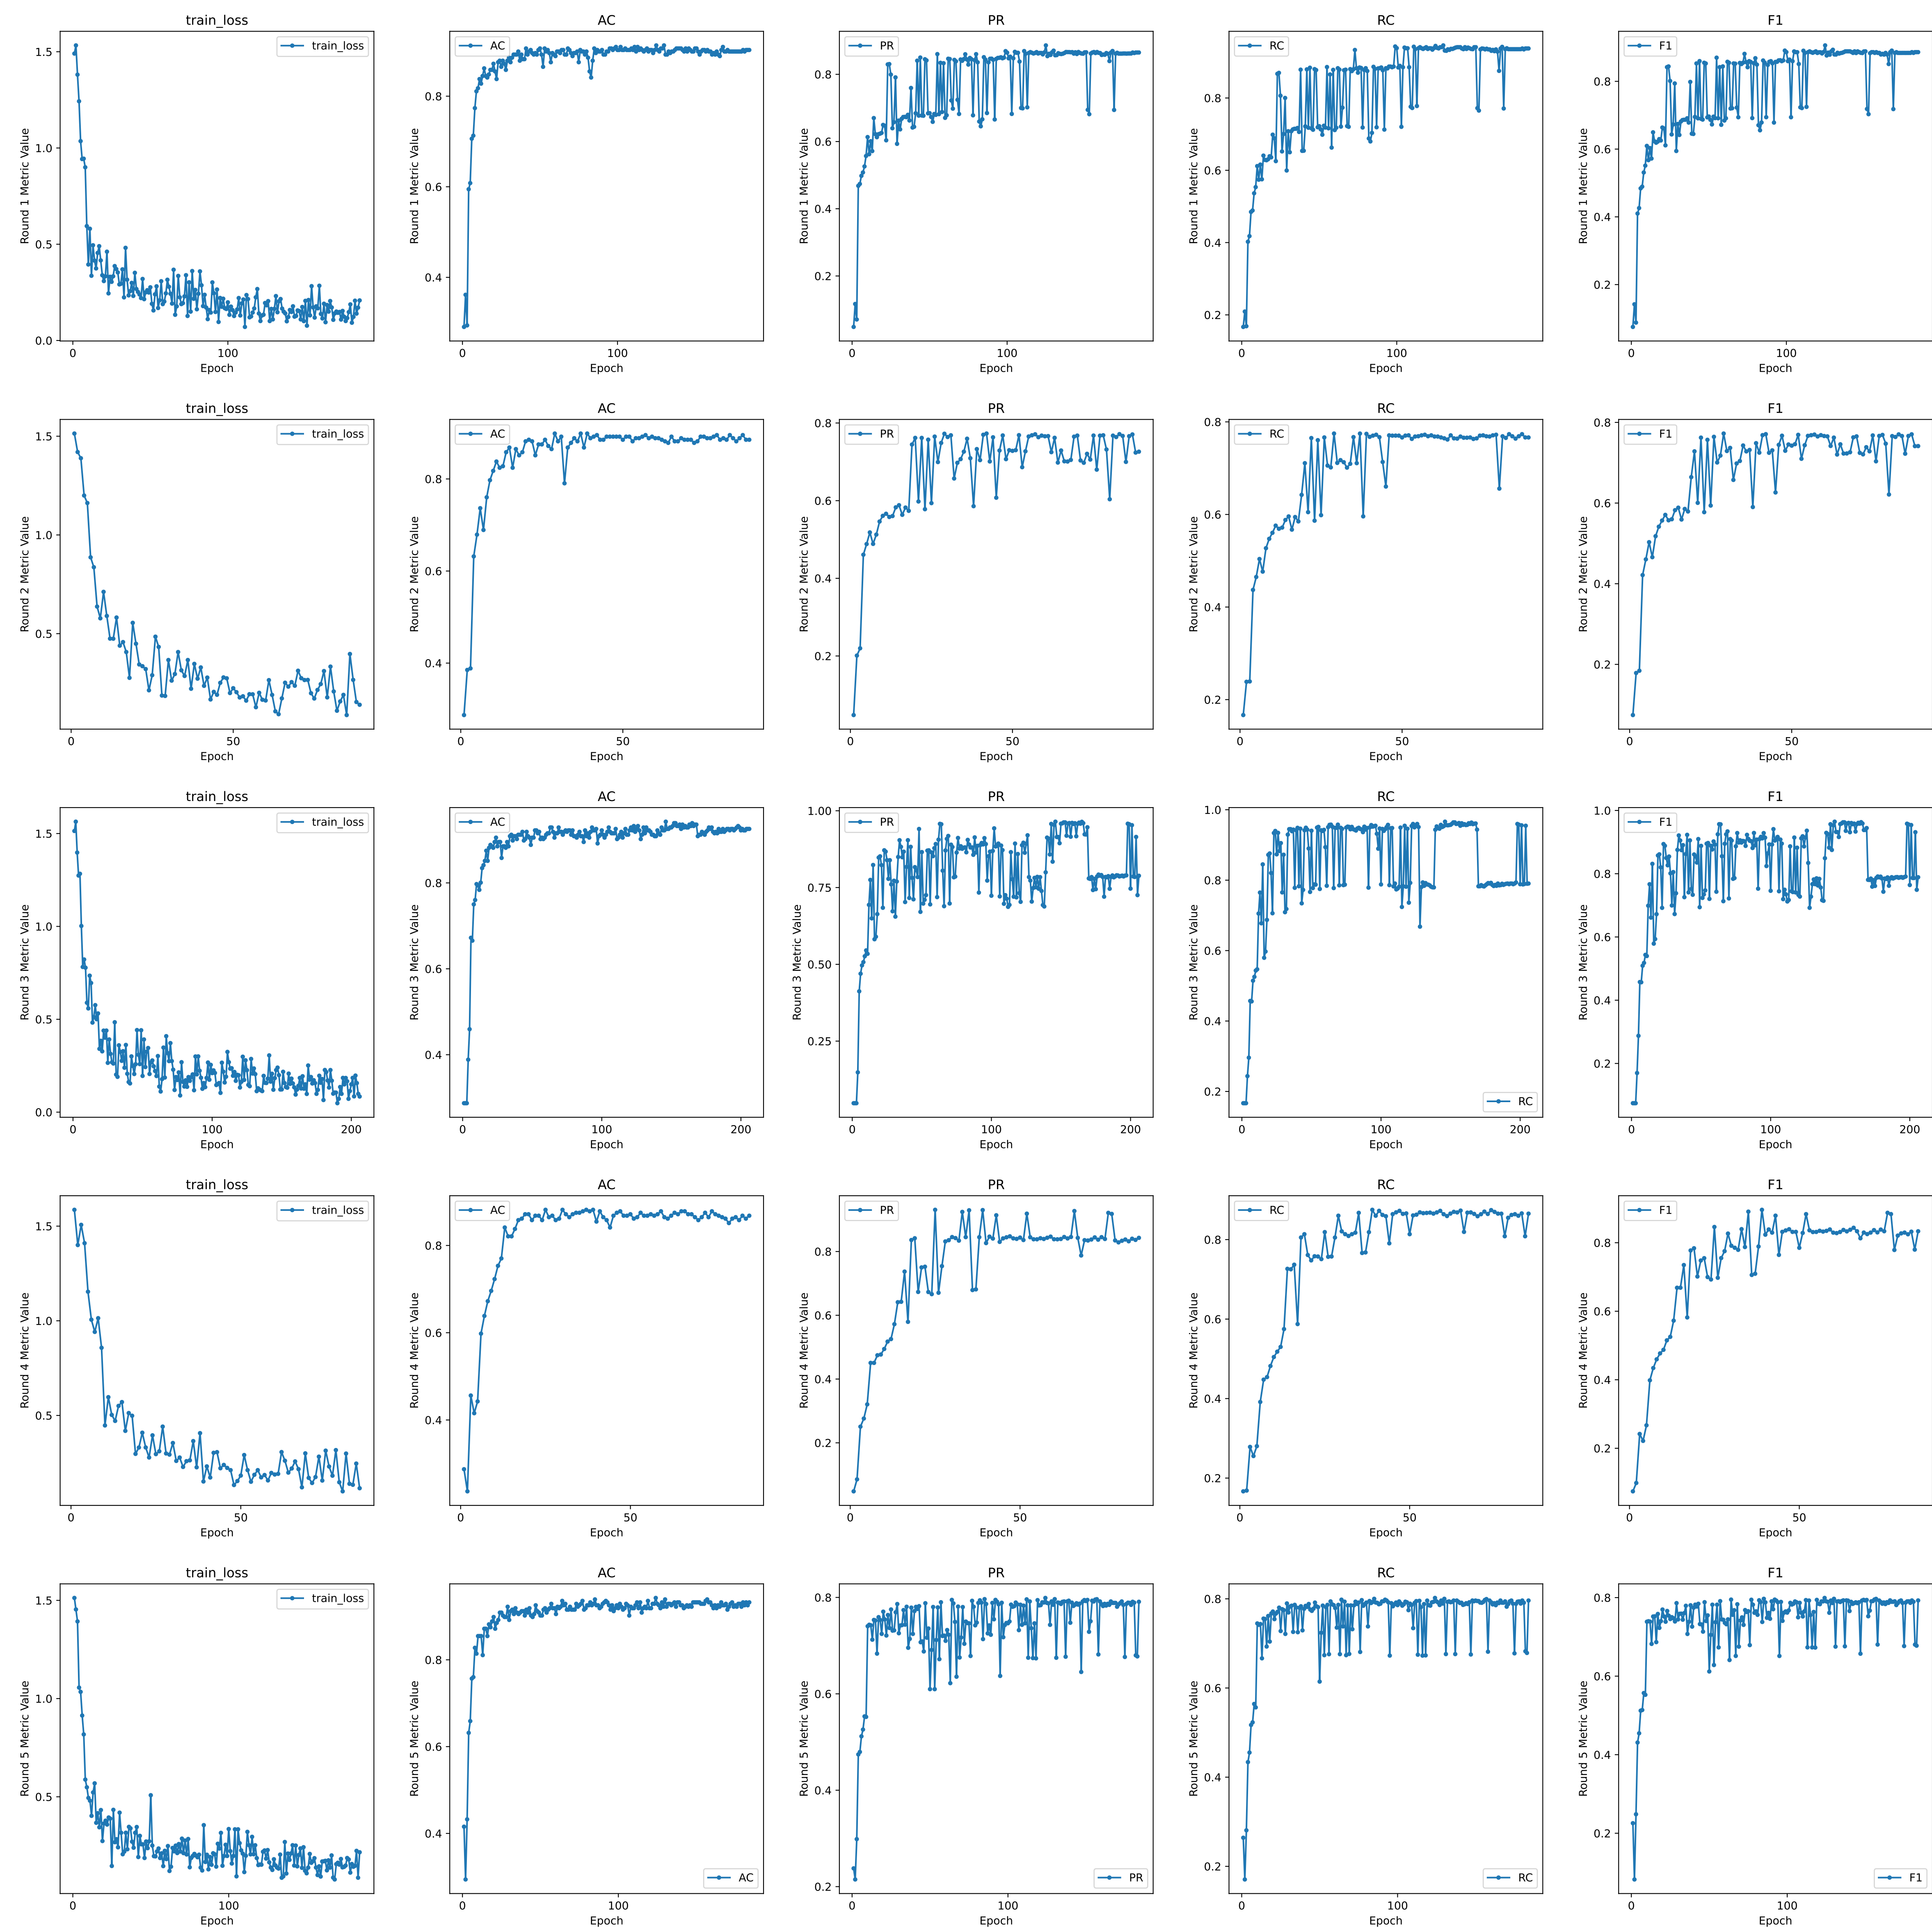 train_loss AC PR RC F1
train_loss AC PR RC F1
Round 1 Metric Value Round 1 Metric Value Round 1 Metric Value Round 1 Metric Value Round 1 Metric Value
1.5 1.0 0.5 0.0
0.8 0.6 0.4
0.8 0.6 0.4 0.2
0.8 0.6 0.4 0.2
0.8 0.6 0.4 0.2
0 100 0 100 0 100 0 100 0 100
Epoch Epoch Epoch Epoch Epoch
train_loss AC PR RC F1
train_loss AC PR RC F1
Round 2 Metric Value Round 2 Metric Value Round 2 Metric Value Round 2 Metric Value Round 2 Metric Value
1.5 1.0 0.5
0.8 0.6 0.4
0.8 0.6 0.4 0.2
0.8 0.6 0.4 0.2
0.8 0.6 0.4 0.2
0 50 0 50 0 50 0 50 0 50
Epoch Epoch Epoch Epoch Epoch
train_loss AC PR RC F1
train_loss AC PR RC F1
Round 3 Metric Value Round 3 Metric Value Round 3 Metric Value Round 3 Metric Value Round 3 Metric Value
1.5 1.0 0.5 0.0
0.8 0.6 0.4
1.00 0.75 0.50 0.25
1.0 0.8 0.6 0.4 0.2
1.0 0.8 0.6 0.4 0.2
0 100 200 0 100 200 0 100 200 0 100 200 0 100 200
Epoch Epoch Epoch Epoch Epoch
train_loss AC PR RC F1
train_loss AC PR RC F1
Round 4 Metric Value Round 4 Metric Value Round 4 Metric Value Round 4 Metric Value Round 4 Metric Value
1.5 1.0 0.5
0.8 0.6 0.4
0.8 0.6 0.4 0.2
0.8 0.6 0.4 0.2
0.8 0.6 0.4 0.2
0 50 0 50 0 50 0 50 0 50
Epoch Epoch Epoch Epoch Epoch
train_loss AC PR RC F1
train_loss AC PR RC F1
Round 5 Metric Value Round 5 Metric Value Round 5 Metric Value Round 5 Metric Value Round 5 Metric Value
1.5 1.0 0.5
0.8 0.6 0.4
0.8 0.6 0.4 0.2
0.8 0.6 0.4 0.2
0.8 0.6 0.4 0.2
0 100 0 100 0 100 0 100 0 100
Epoch Epoch Epoch Epoch Epoch